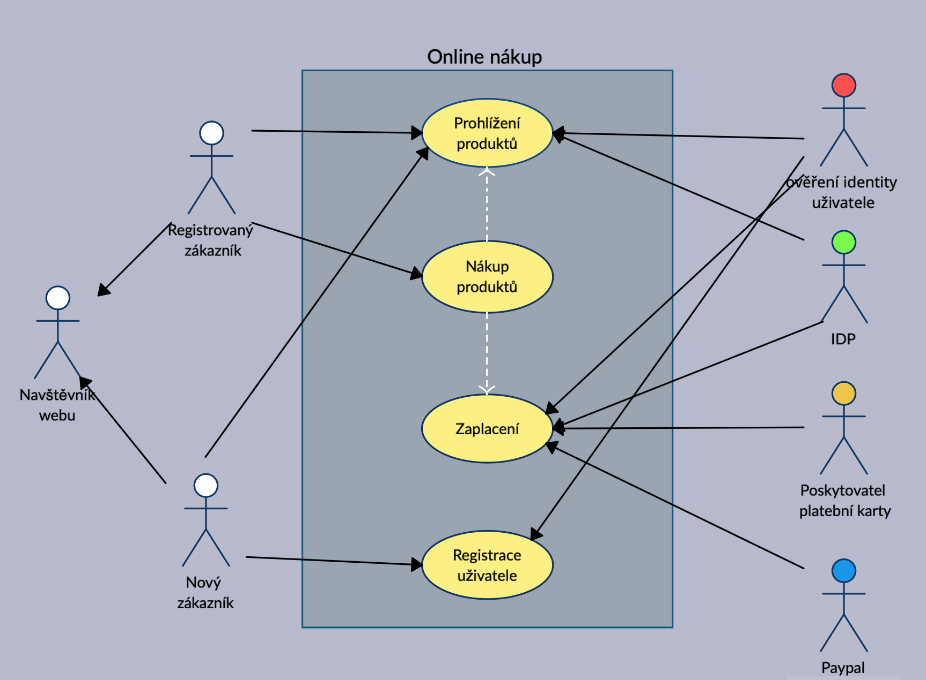 Online nákup
Prohlížení
produktů
ověření identity
uživatele
Registrovaný
zákazník
Nákup
produktů
IDP
Navštěvník
webu
Zaplacení
Poskytovatel
platební karty
Registrace
uživatele
Nový
zákazník
Paypal